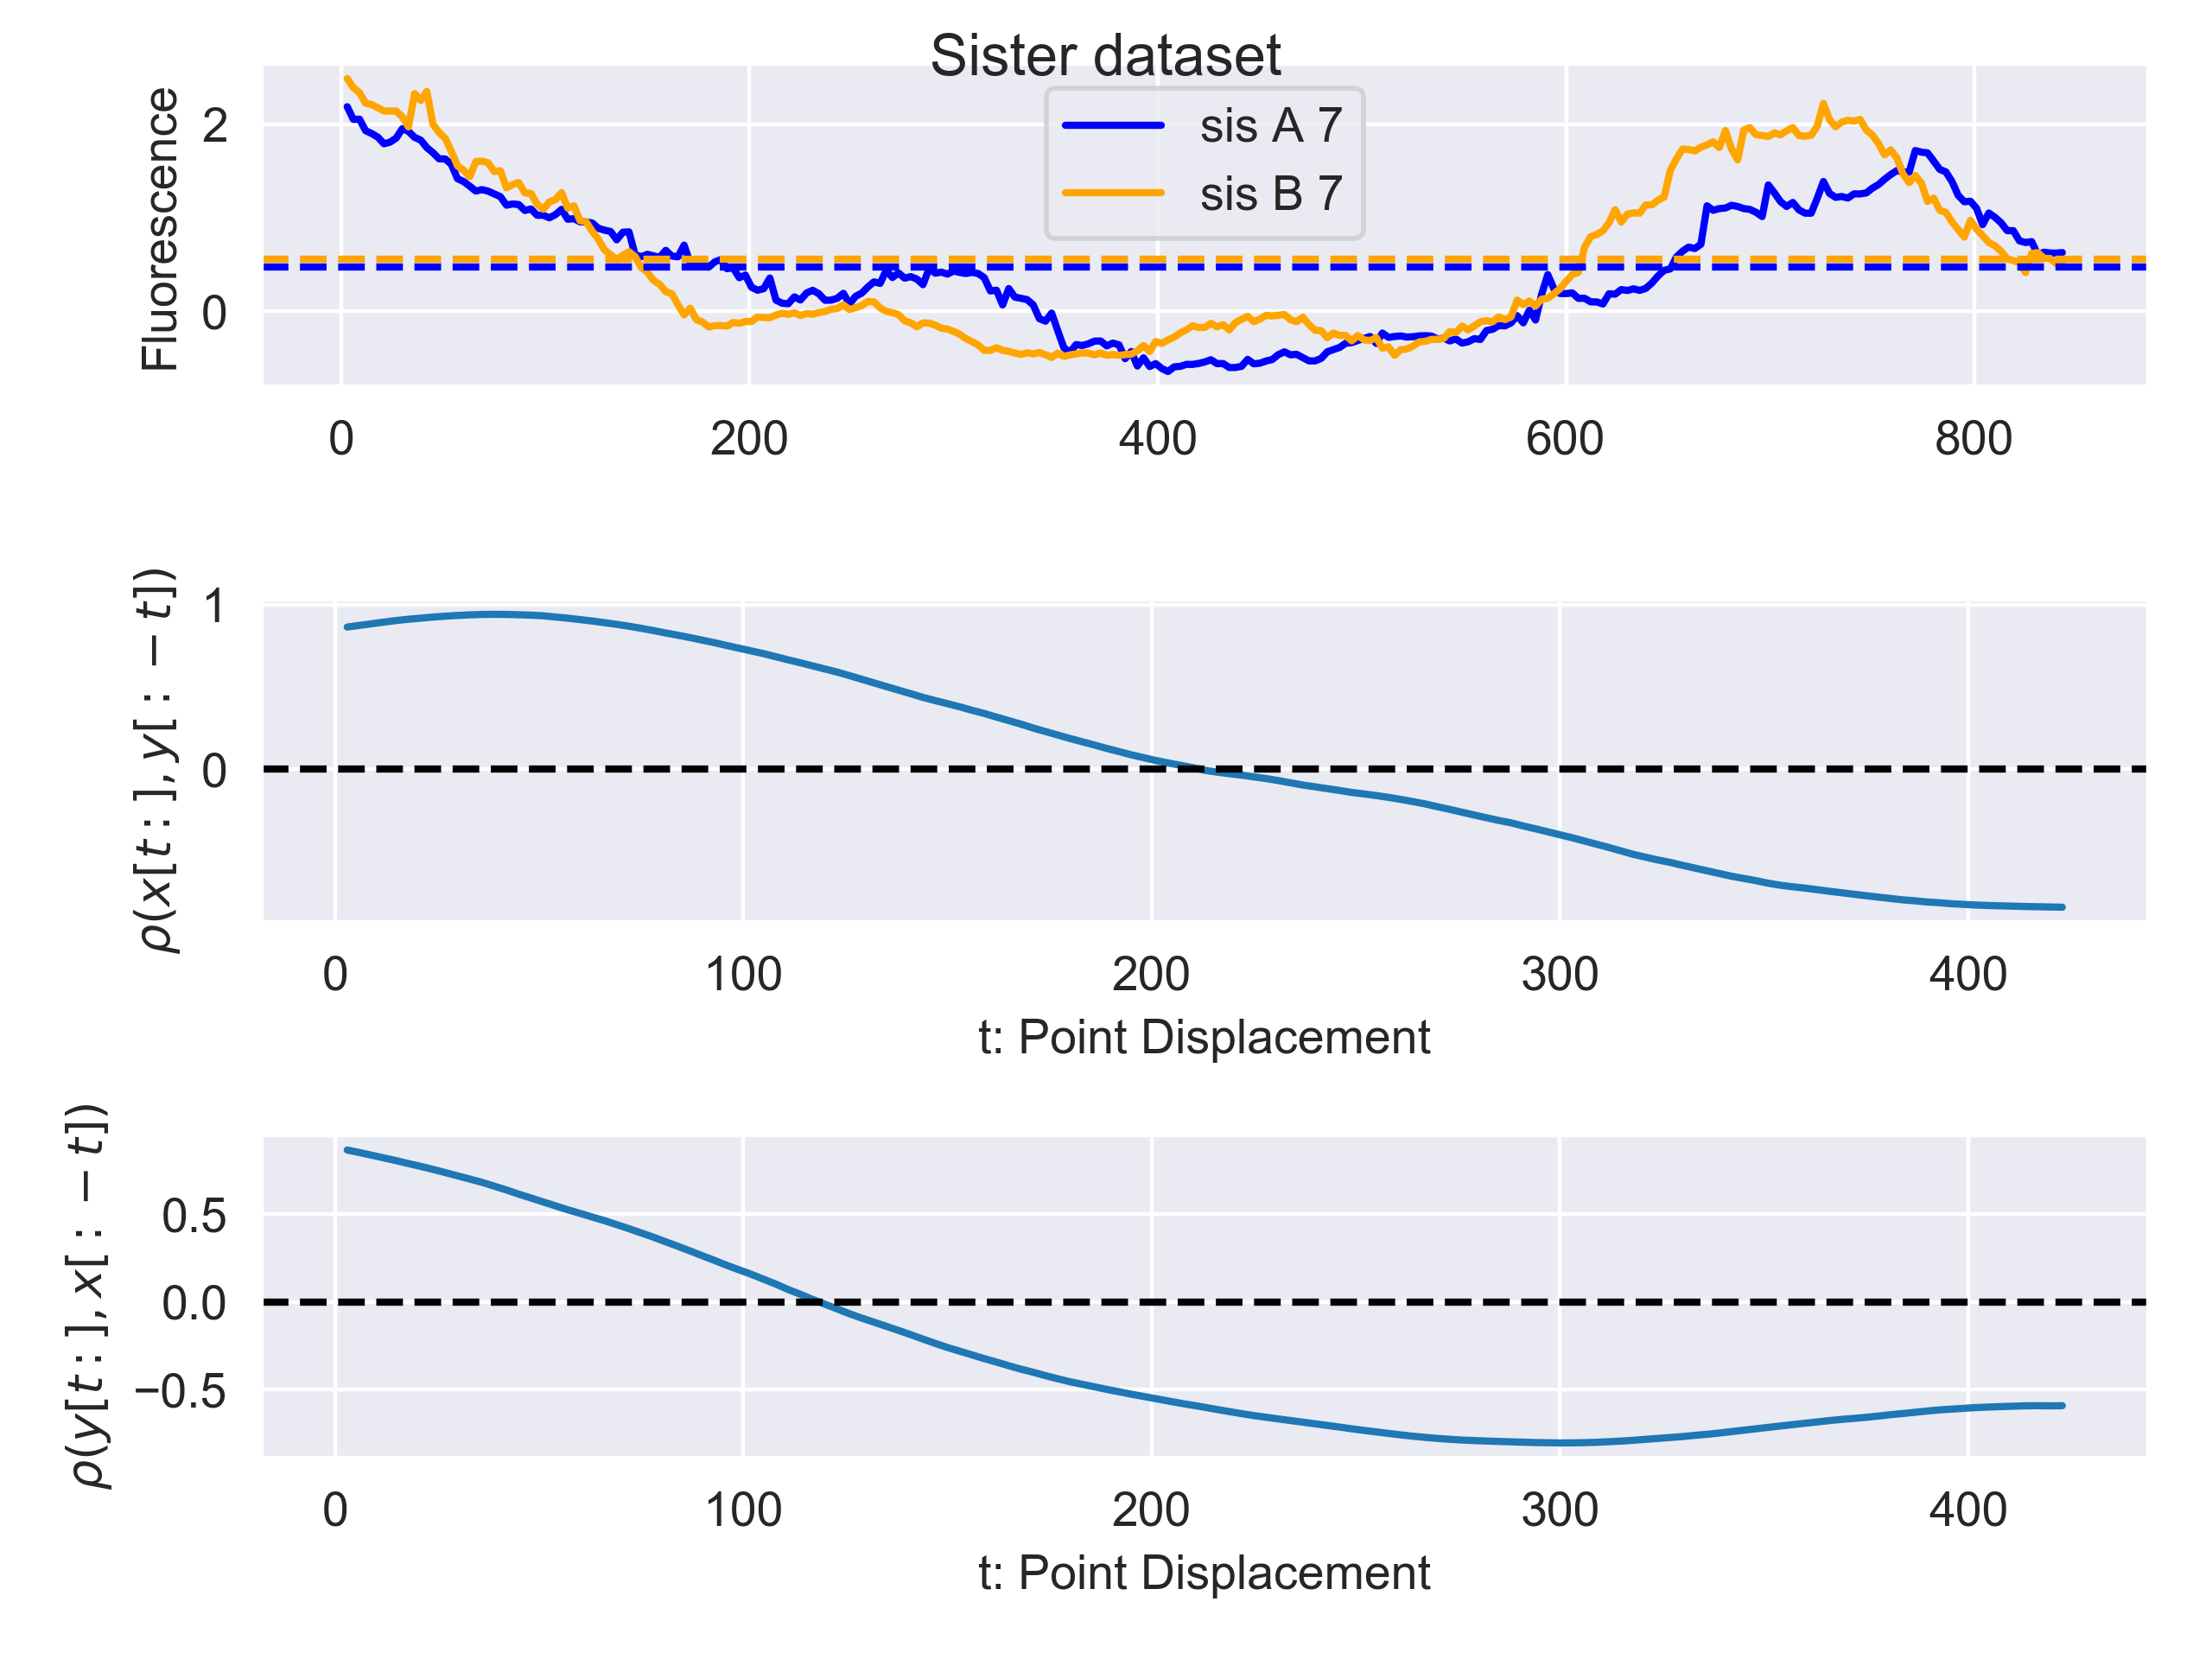 Sister dataset
Fluorescence
2
0
sis A 7
sis B 7
0 200 400 600 800
ρ(x[t:], y[: −t])
1
0
0 100 200 300 400
t: Point Displacement
ρ(y[t:], x[: −t])
0.5
0.0
−0.5
0 100 200 300 400
t: Point Displacement